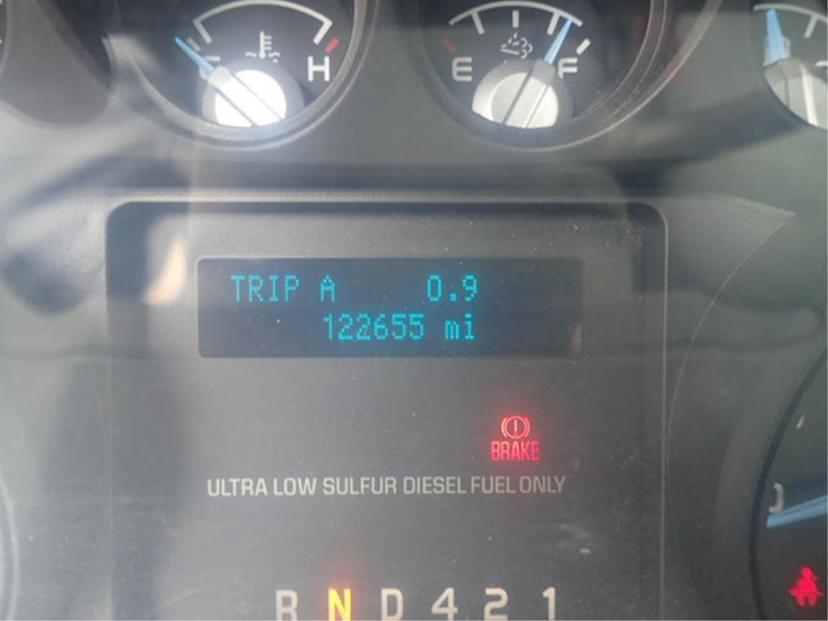 H
E F
TRIP A 0.9
122655 mi
BRAKE
ULTRA LOW SULFUR DIESEL FUEL ONLY
R N D 4 2 1